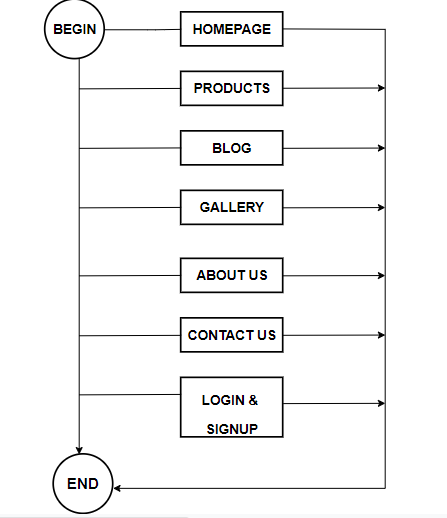 BEGIN
HOMEPAGE
PRODUCTS
BLOG
GALLERY
ABOUT US
CONTACT US
LOGIN &
SIGNUP
END